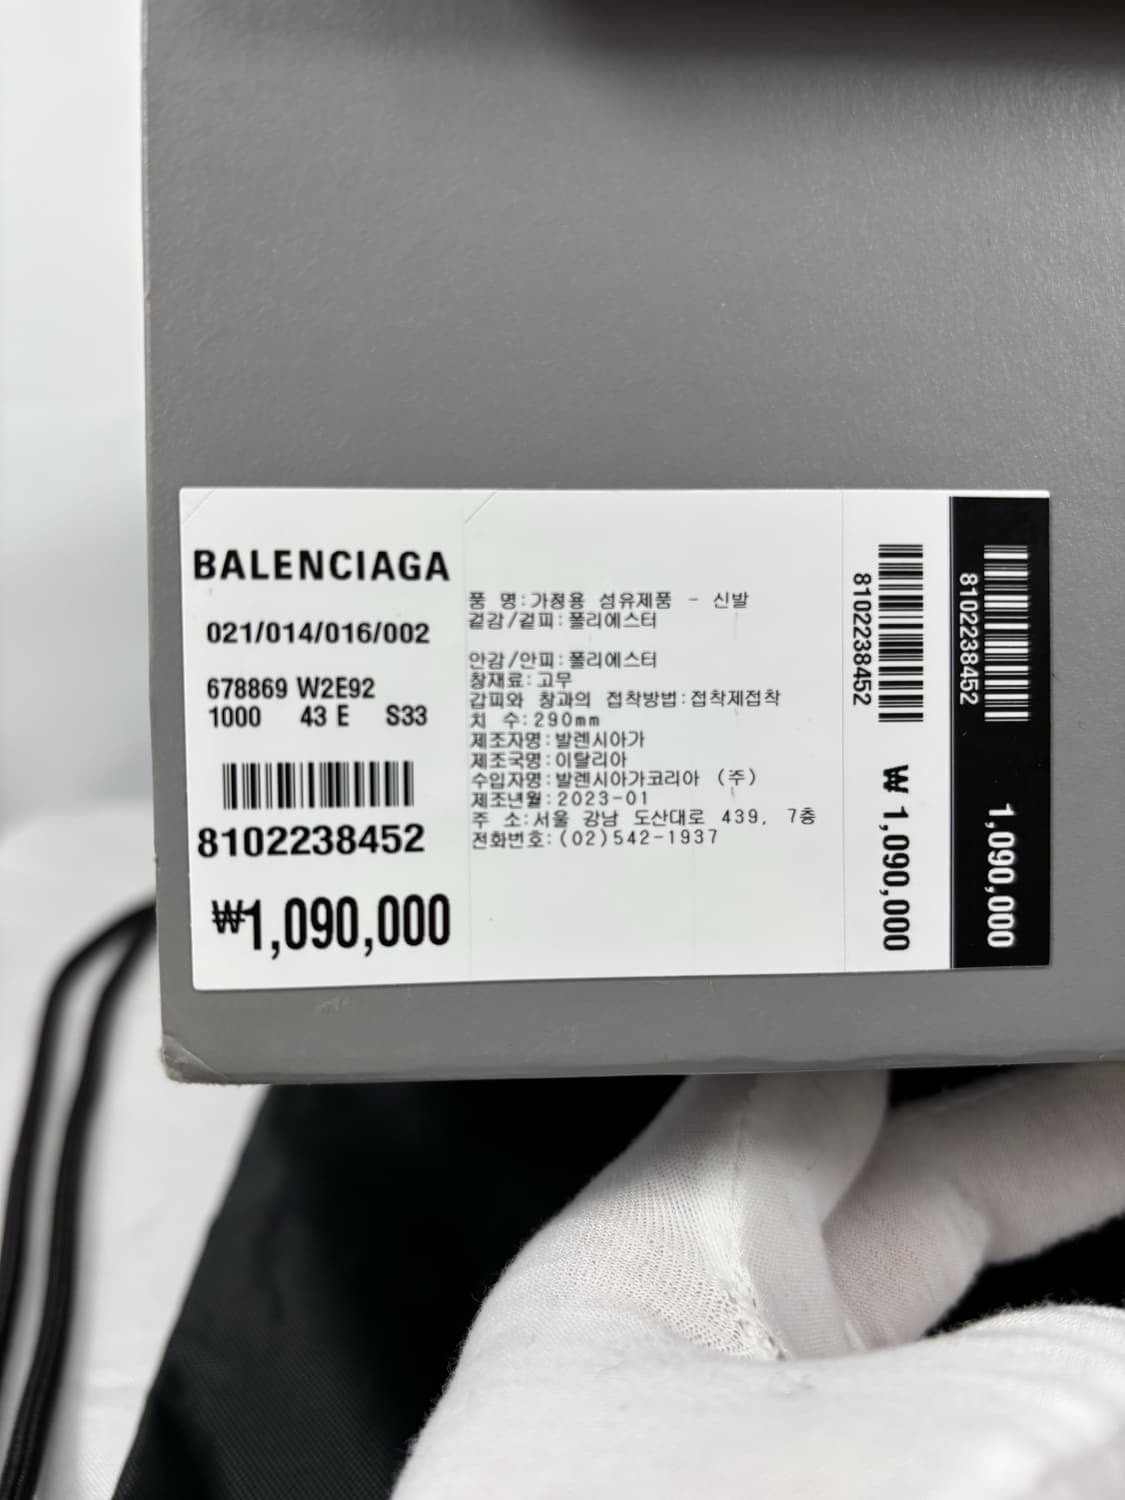 BALENCIAGA
021/014/016/002
678869 W2E92
1000 43 E S33
8102238452
₩1,090,000
품 명:가정용 섬유제품 - 신발
겉감/겉피:폴리에스터
안감/안피:폴리에스터
창재료:고무
갑피와 창과의 접착방법:접착제접착
치 수:290mm
제조자명:발렌시아가
제조국명:이탈리아
수입자명:발렌시아가코리아 (주)
제조년월:2023-01
주 소:서울 강남 도산대로 439, 7층
전화번호:(02)542-1937
8102238452
₩ 1,090,000
8102238452
1,090,000